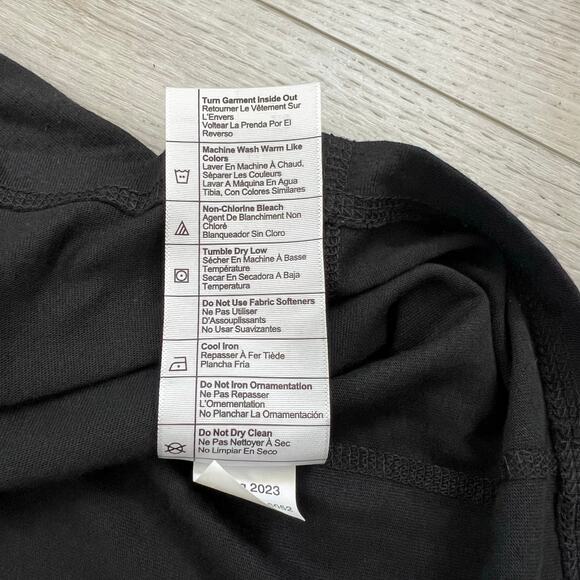 Turn Garment Inside Out
Retourner Le Vêtement Sur
L'Envers
Voltear La Prenda Por El
Reverso
Machine Wash Warm Like
Colors
Laver En Machine À Chaud,
Séparer Les Couleurs
Lavar A Màquina En Agua
Tibia, Con Colores Similares
Non-Chlorine Bleach
Agent De Blanchiment Non
Chloré
Blanqueador Sin Cloro
Tumble Dry Low
Sécher En Machine À Basse
Température
Secar En Secadora A Baja
Temperatura
Do Not Use Fabric Softeners
Ne Pas Utiliser
D'Assouplissants
No Usar Suavizantes
Cool Iron
Repasser À Fer Tiède
Plancha Fría
Do Not Iron Ornamentation
Ne Pas Repasser
L'Ornementation
No Planchar La Ornamentación
Do Not Dry Clean
Ne Pas Nettoyer À Sec
No Limpiar En Seco
2023